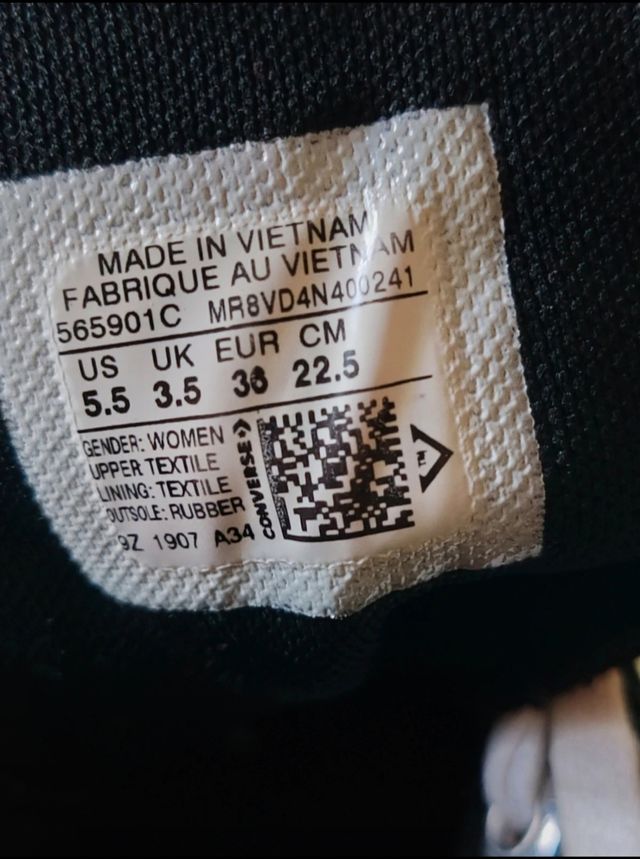 MADE IN VIETNAM
FABRIQUE AU VIETNAM
565901C MR8VD4N400241
US UK EUR CM
5.5 3.5 36 22.5
GENDER: WOMEN
UPPER TEXTILE
LINING: TEXTILE
OUTSOLE: RUBBER
9Z 1907 A34
CONVERSE
TM